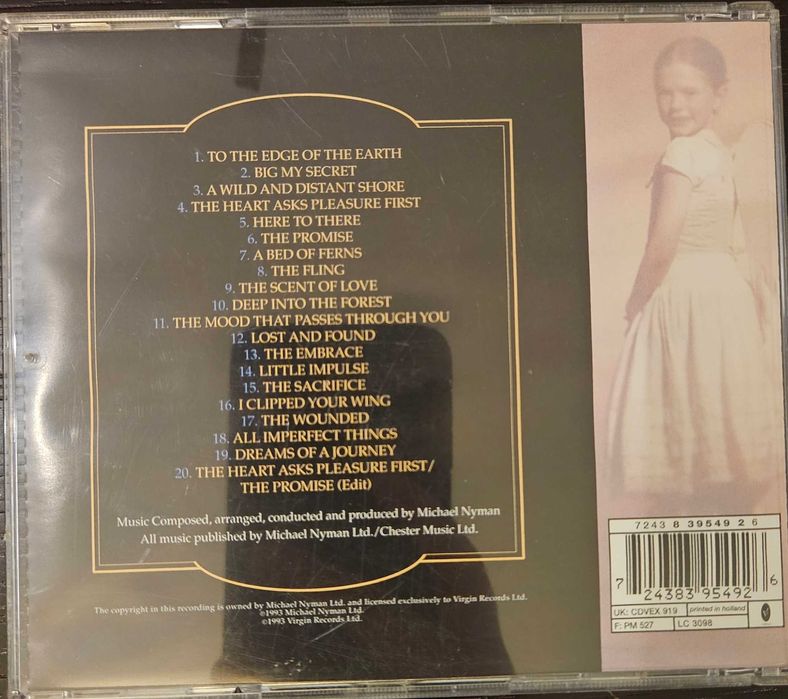 1. TO THE EDGE OF THE EARTH
2. BIG MY SECRET
3. A WILD AND DISTANT SHORE
4. THE HEART ASKS PLEASURE FIRST
5. HERE TO THERE
6. THE PROMISE
7. A BED OF FERNS
8. THE FLING
9. THE SCENT OF LOVE
10. DEEP INTO THE FOREST
11. THE MOOD THAT PASSES THROUGH YOU
12. LOST AND FOUND
13. THE EMBRACE
14. LITTLE IMPULSE
15. THE SACRIFICE
16. I CLIPPED YOUR WING
17. THE WOUNDED
18. ALL IMPERFECT THINGS
19. DREAMS OF A JOURNEY
20. THE HEART ASKS PLEASURE FIRST/
THE PROMISE (Edit)
Music Composed, arranged, conducted and produced by Michael Nyman
All music published by Michael Nyman Ltd./Chester Music Ltd.
The copyright in this recording is owned by Michael Nyman Ltd. and licensed exclusively to Virgin Records Ltd.
℗1993 Michael Nyman Ltd.
©1993 Virgin Records Ltd.
7243 8 39549 2 6
7 24383 95492 6
UK: CDVEX 919 printed in holland
F: PM 527 LC 3098